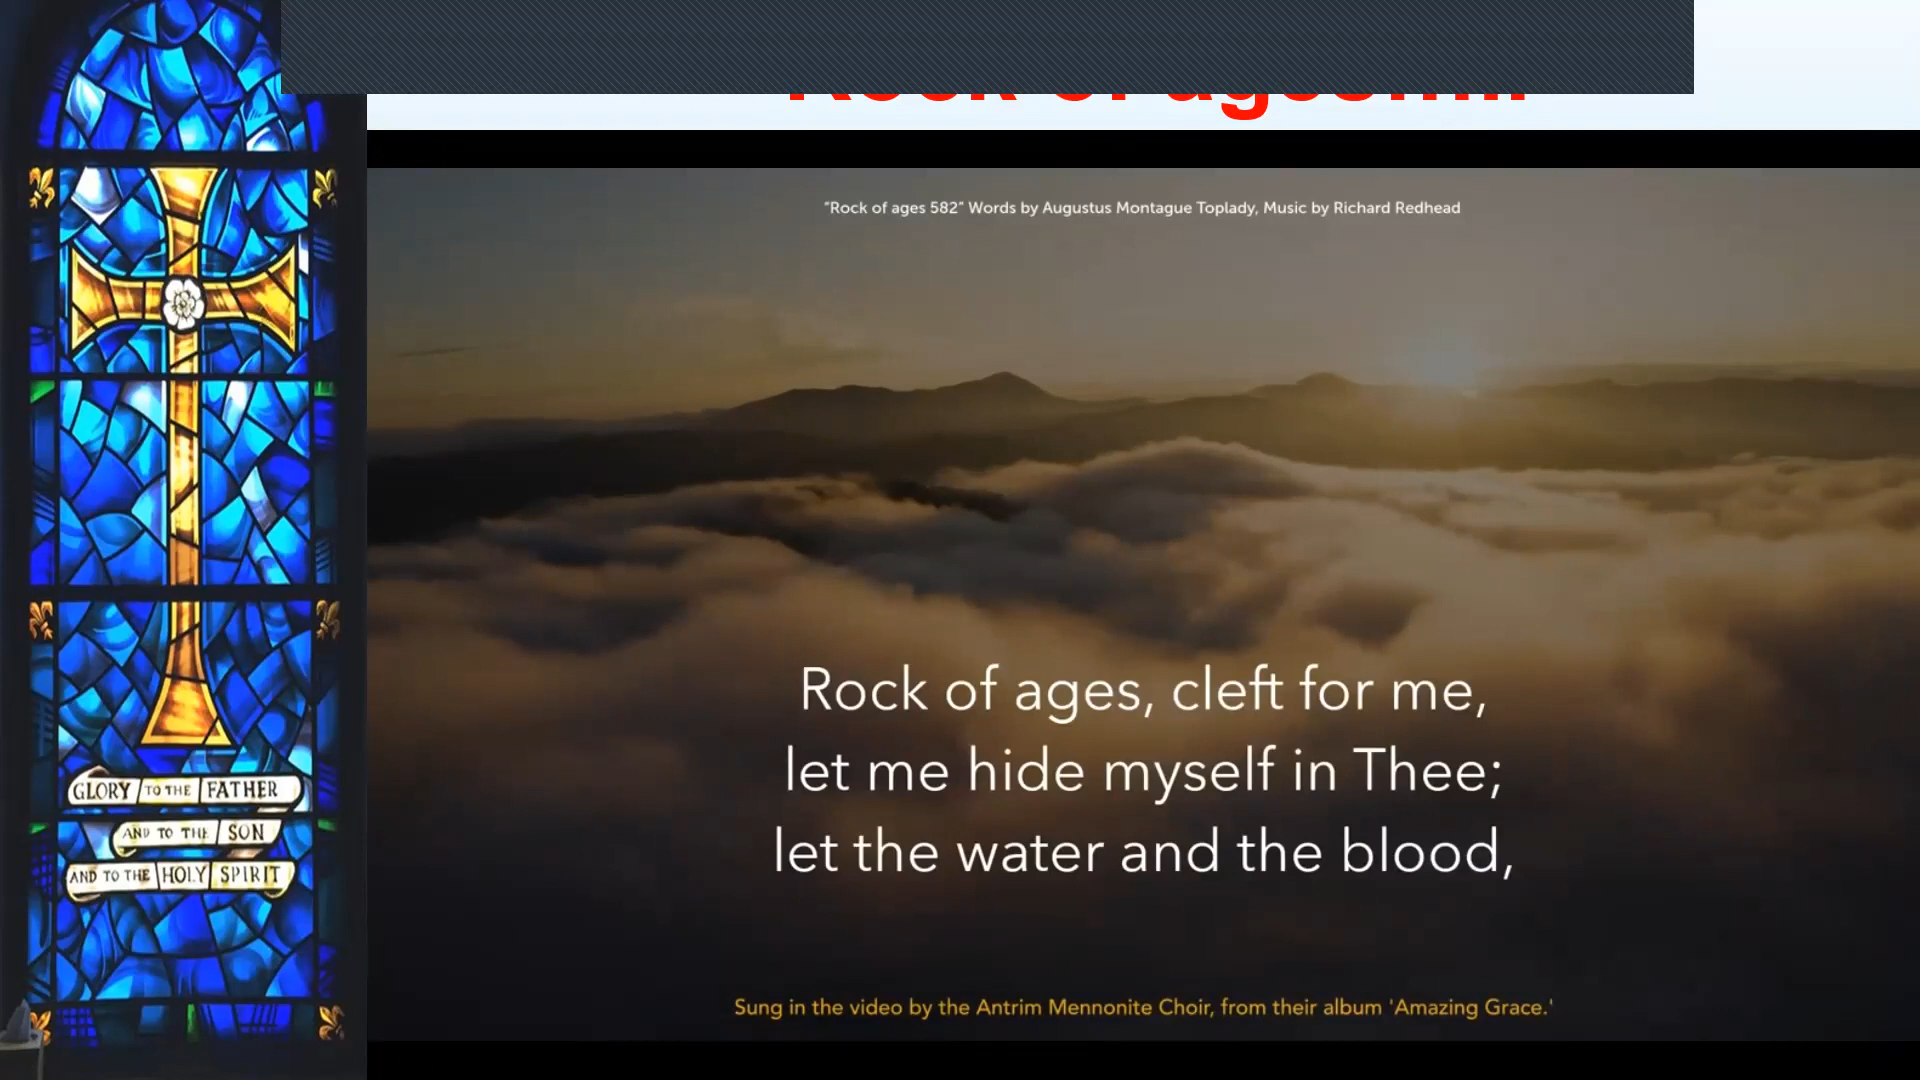 Rock of ages
"Rock of ages 582" Words by Augustus Montague Toplady, Music by Richard Redhead
Rock of ages, cleft for me,
let me hide myself in Thee;
let the water and the blood,
Sung in the video by the Antrim Mennonite Choir, from their album 'Amazing Grace.'
GLORY TO THE FATHER
AND TO THE SON
AND TO THE HOLY SPIRIT